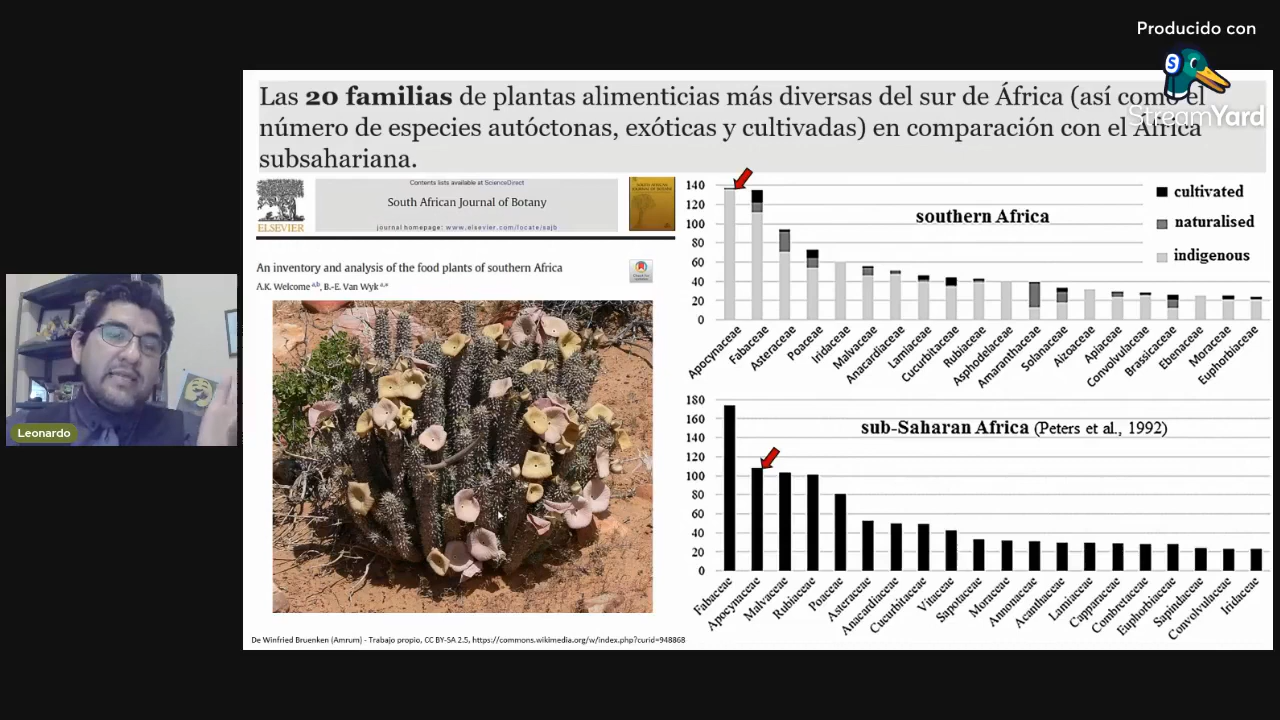 Producido con
StreamYard
Las 20 familias de plantas alimenticias más diversas del sur de África (así como el
número de especies autóctonas, exóticas y cultivadas) en comparación con el África
subsahariana.
ELSEVIER
Contents lists available at ScienceDirect
South African Journal of Botany
journal homepage: www.elsevier.com/locate/sajb
An inventory and analysis of the food plants of southern Africa
A.K. Welcome a,b, B.-E. Van Wyk a,*
De Winfried Bruenken (Amrum) - Trabajo propio, CC BY-SA 2.5, https://commons.wikimedia.org/w/index.php?curid=948868
southern Africa
cultivated
naturalised
indigenous
140
120
100
80
60
40
20
0
Apocynaceae
Fabaceae
Asteraceae
Poaceae
Iridaceae
Malvaceae
Anacardiaceae
Lamiaceae
Cucurbitaceae
Rubiaceae
Asphodelaceae
Amaranthaceae
Solanaceae
Aizoaceae
Apiaceae
Convolvulaceae
Brassicaceae
Ebenaceae
Moraceae
Euphorbiaceae
sub-Saharan Africa (Peters et al., 1992)
180
160
140
120
100
80
60
40
20
0
Fabaceae
Apocynaceae
Malvaceae
Rubiaceae
Poaceae
Asteraceae
Anacardiaceae
Cucurbitaceae
Vitaceae
Sapotaceae
Moraceae
Annonaceae
Acanthaceae
Lamiaceae
Capparaceae
Combretaceae
Euphorbiaceae
Sapindaceae
Convolvulaceae
Iridaceae
Leonardo